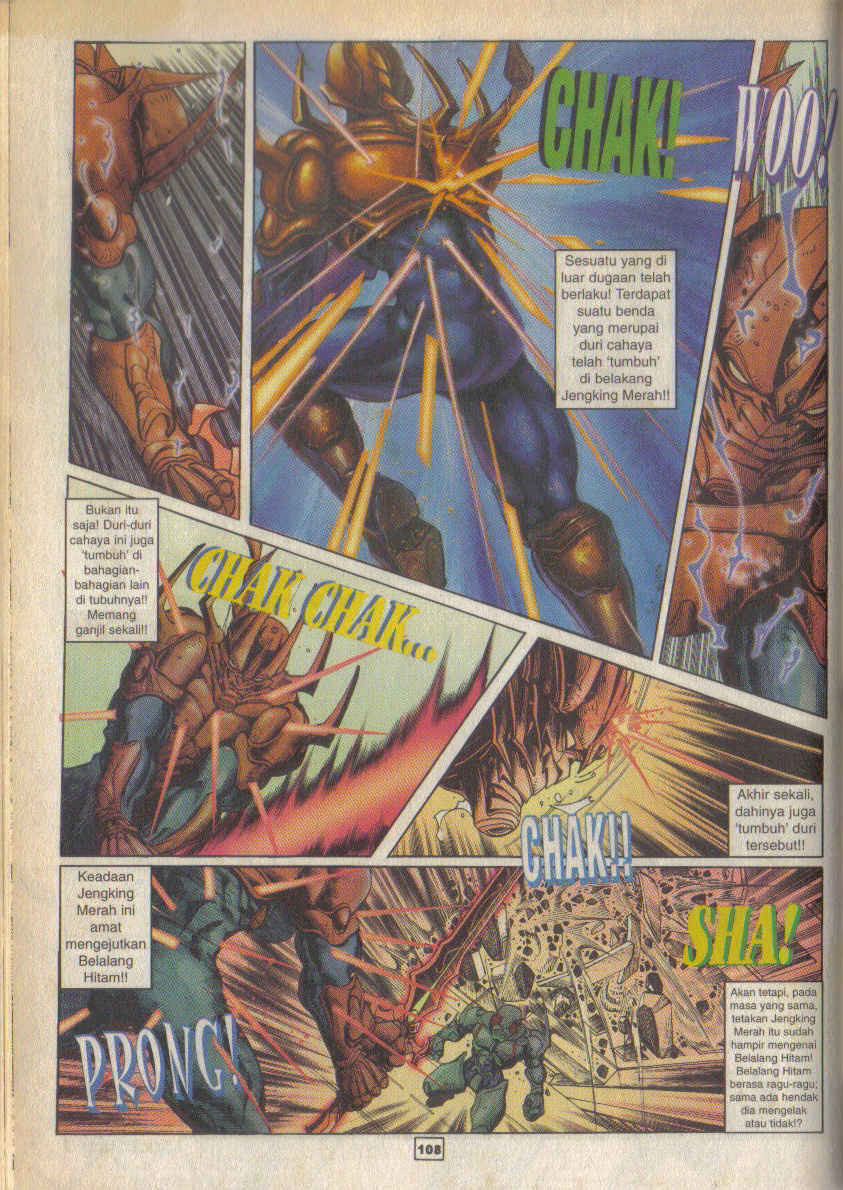 CHAK!
WOO!
Sesuatu yang di
luar dugaan telah
berlaku! Terdapat
suatu benda
yang merupai
duri cahaya
telah ‘tumbuh’
di belakang
Jengking Merah!!
Bukan itu
saja! Duri-duri
cahaya ini juga
‘tumbuh’ di
bahagian-
bahagian lain
di tubuhnya!!
Memang
ganjil sekali!!
CHAK CHAK...
Akhir sekali,
dahinya juga
‘tumbuh’ duri
tersebut!!
CHAK!!
Keadaan
Jengking
Merah ini
amat
mengejutkan
Belalang
Hitam!!
PRONG!
SHA!
Akan tetapi, pada
masa yang sama,
tetakan Jengking
Merah itu sudah
hampir mengenai
Belalang Hitam!
Belalang Hitam
berasa ragu-ragu;
sama ada hendak
dia mengelak
atau tidak!?
108